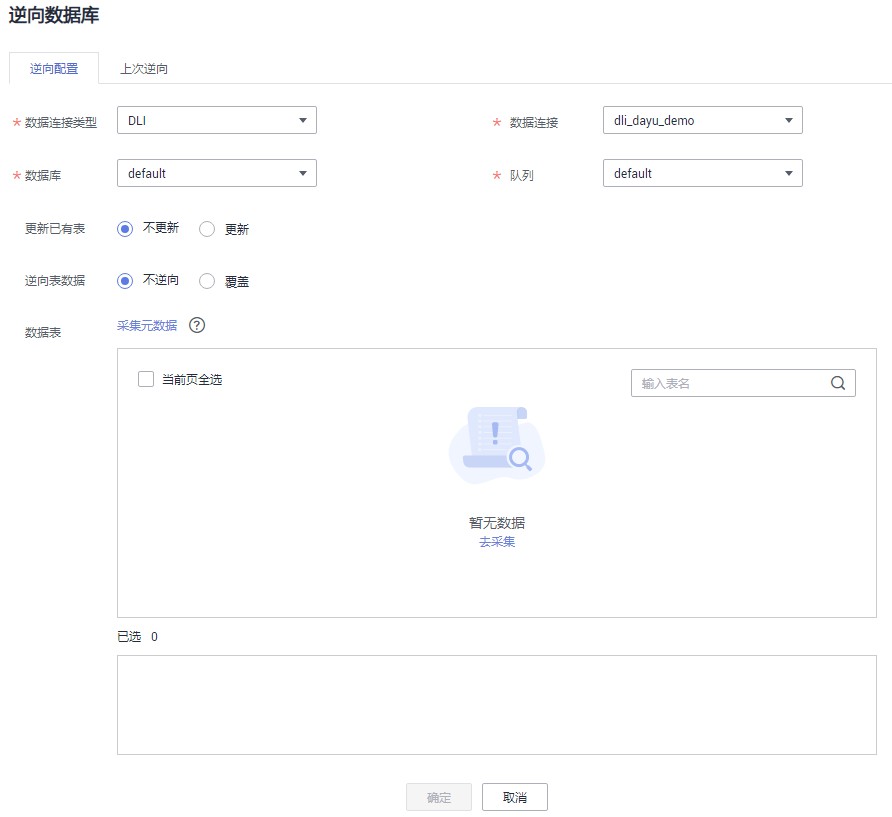 逆向数据库
逆向配置 上次逆向
* 数据连接类型 DLI * 数据连接 dli_dayu_demo
* 数据库 default * 队列 default
更新已有表 不更新 更新
逆向表数据 不逆向 覆盖
数据表 采集元数据 ?
当前页全选 输入表名
暂无数据
去采集
已选 0
确定 取消